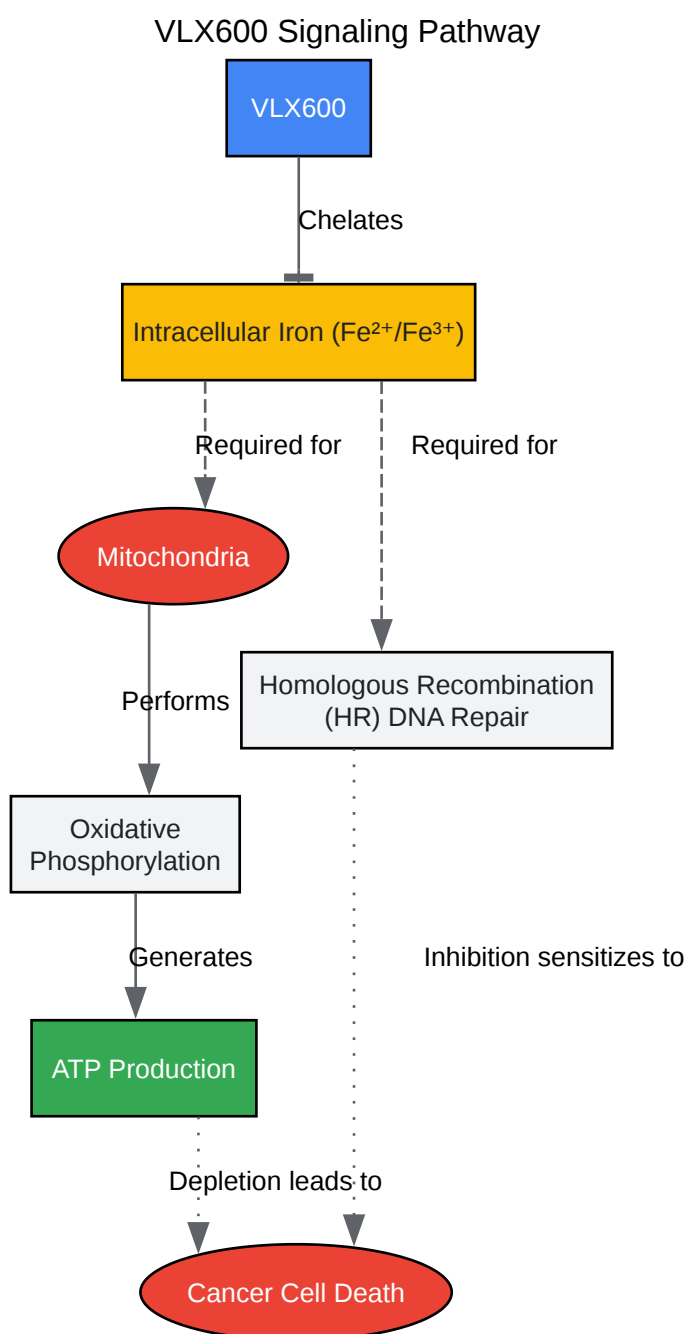 VLX600 Signaling Pathway
VLX600
Chelates
Intracellular Iron (Fe²⁺/Fe³⁺)
Required for
Required for
Mitochondria
Homologous Recombination
(HR) DNA Repair
Performs
Oxidative
Phosphorylation
Generates
Inhibition sensitizes to
ATP Production
Depletion leads to
Cancer Cell Death